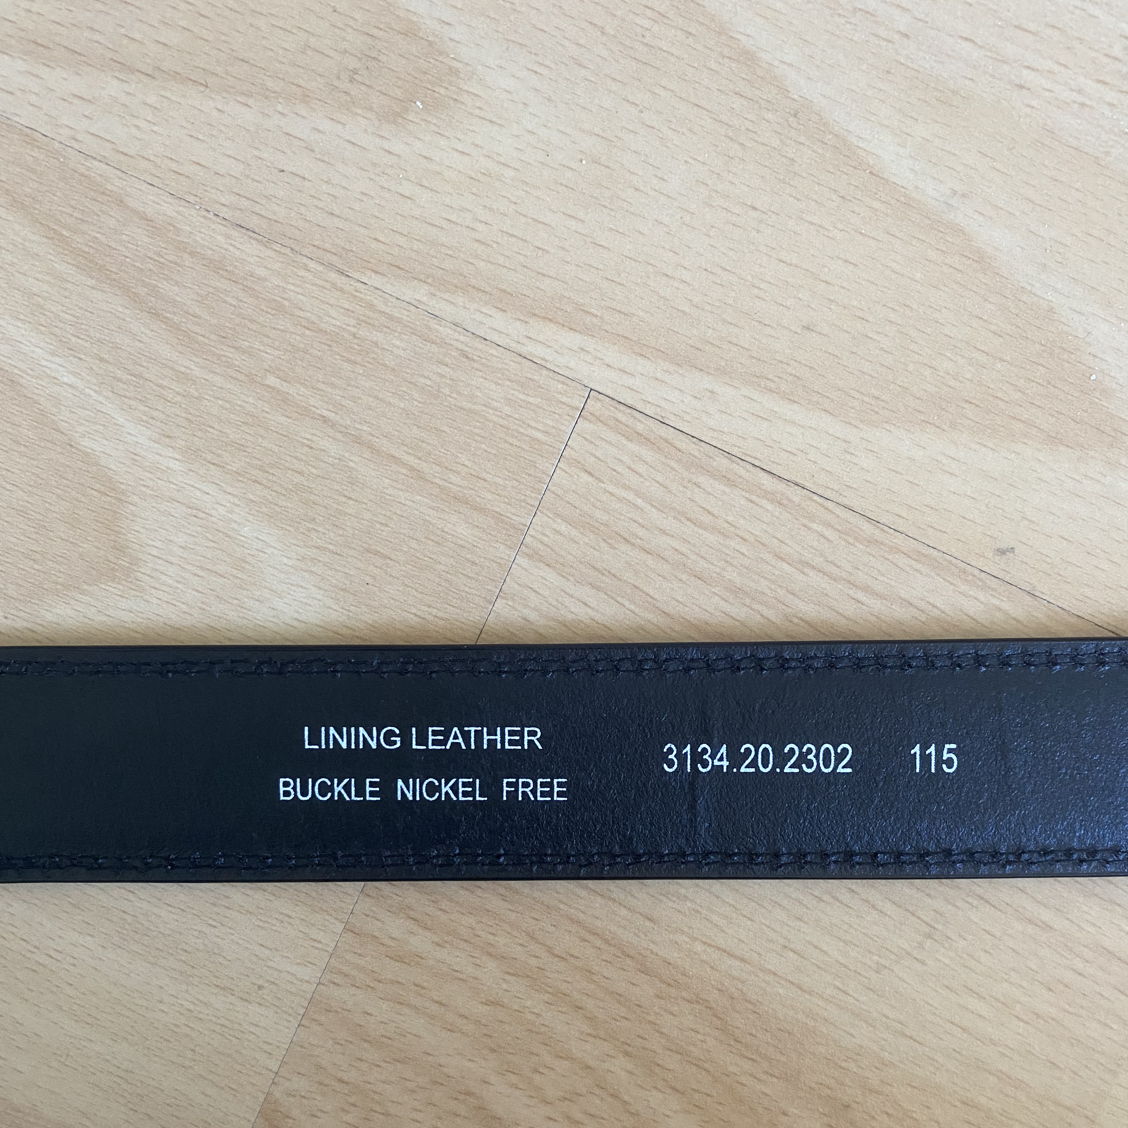 LINING LEATHER
BUCKLE NICKEL FREE
3134.20.2302 115